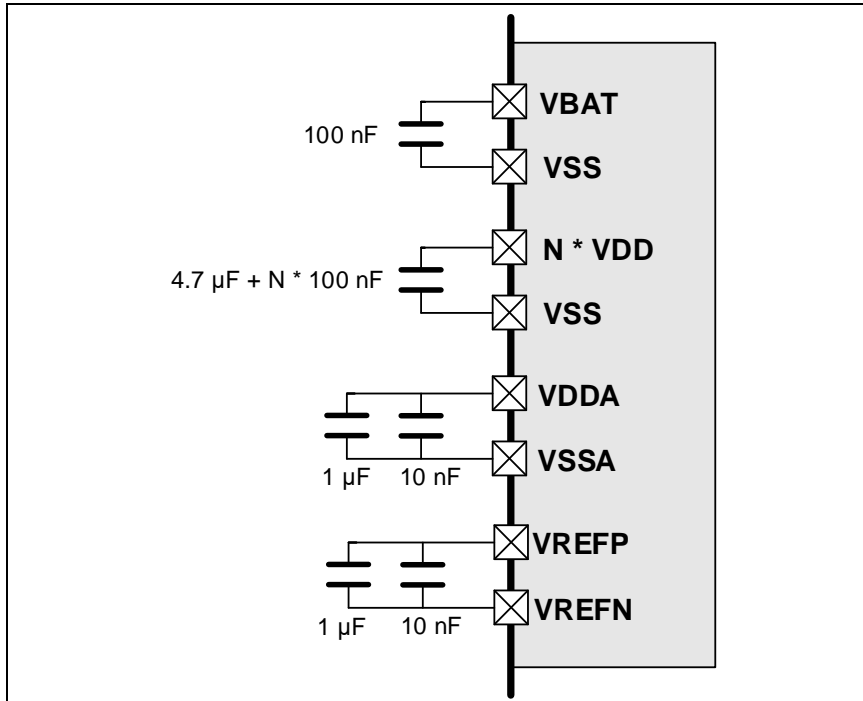 VBAT
100 nF
VSS
N * VDD
4.7 µF + N * 100 nF
VSS
VDDA
VSSA
1 µF 10 nF
VREFP
VREFN
1 µF 10 nF